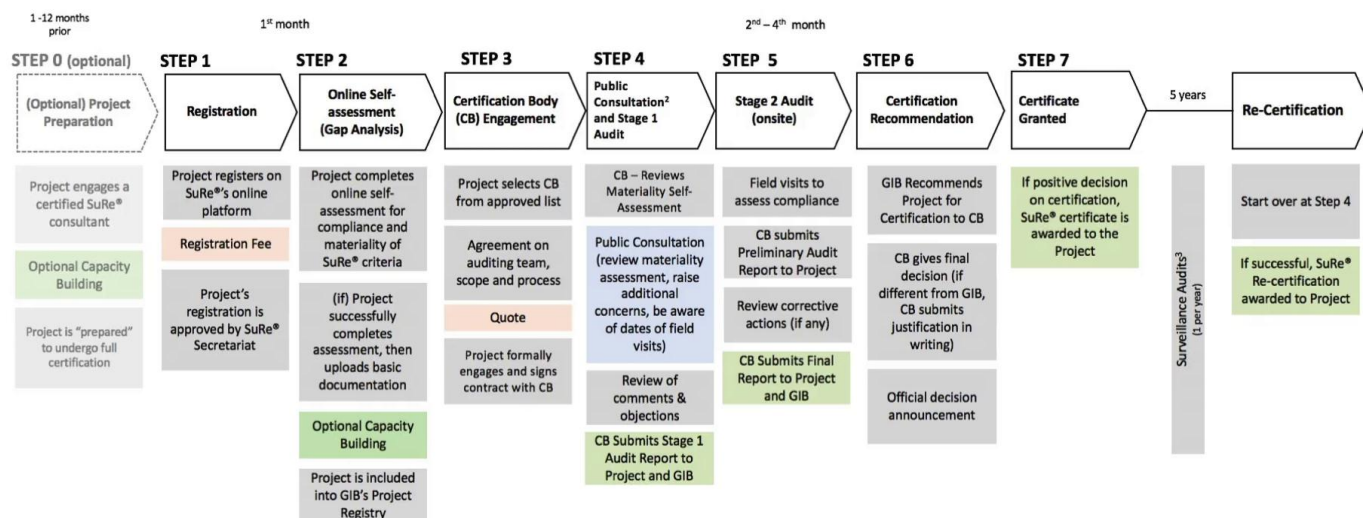 1 -12 months
prior
1st month
2nd – 4th month
STEP 0 (optional)
(Optional) Project
Preparation
Project engages a
certified SuRe®
consultant
Optional Capacity
Building
Project is “prepared”
to undergo full
certification
STEP 1
Registration
Project registers on
SuRe®’s online
platform
Registration Fee
Project’s
registration is
approved by SuRe®
Secretariat
STEP 2
Online Self-
assessment
(Gap Analysis)
Project completes
online self-
assessment for
compliance and
materiality of
SuRe® criteria
(if) Project
successfully
completes
assessment, then
uploads basic
documentation
Optional Capacity
Building
Project is included
into GIB’s Project
Registry
STEP 3
Certification Body
(CB) Engagement
Project selects CB
from approved list
Agreement on
auditing team,
scope and process
Quote
Project formally
engages and signs
contract with CB
STEP 4
Public
Consultation2
and Stage 1
Audit
CB – Reviews
Materiality Self-
Assessment
Public Consultation
(review materiality
assessment, raise
additional
concerns, be aware
of dates of field
visits)
Review of
comments &
objections
CB Submits Stage 1
Audit Report to
Project and GIB
STEP 5
Stage 2 Audit
(onsite)
Field visits to
assess compliance
CB submits
Preliminary Audit
Report to Project
Review corrective
actions (if any)
CB Submits Final
Report to Project
and GIB
STEP 6
Certification
Recommendation
GIB Recommends
Project for
Certification to CB
CB gives final
decision (if
different from GIB,
CB submits
justification in
writing)
Official decision
announcement
STEP 7
Certificate
Granted
If positive decision
on certification,
SuRe® certificate is
awarded to the
Project
5 years
Surveillance Audits3
(1 per year)
Re-Certification
Start over at Step 4
If successful, SuRe®
Re-certification
awarded to Project